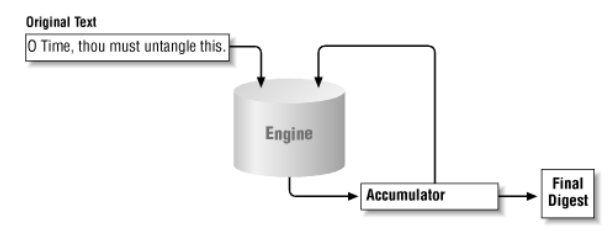 Original Text
O Time, thou must untangle this.
Engine
Accumulator
Final
Digest